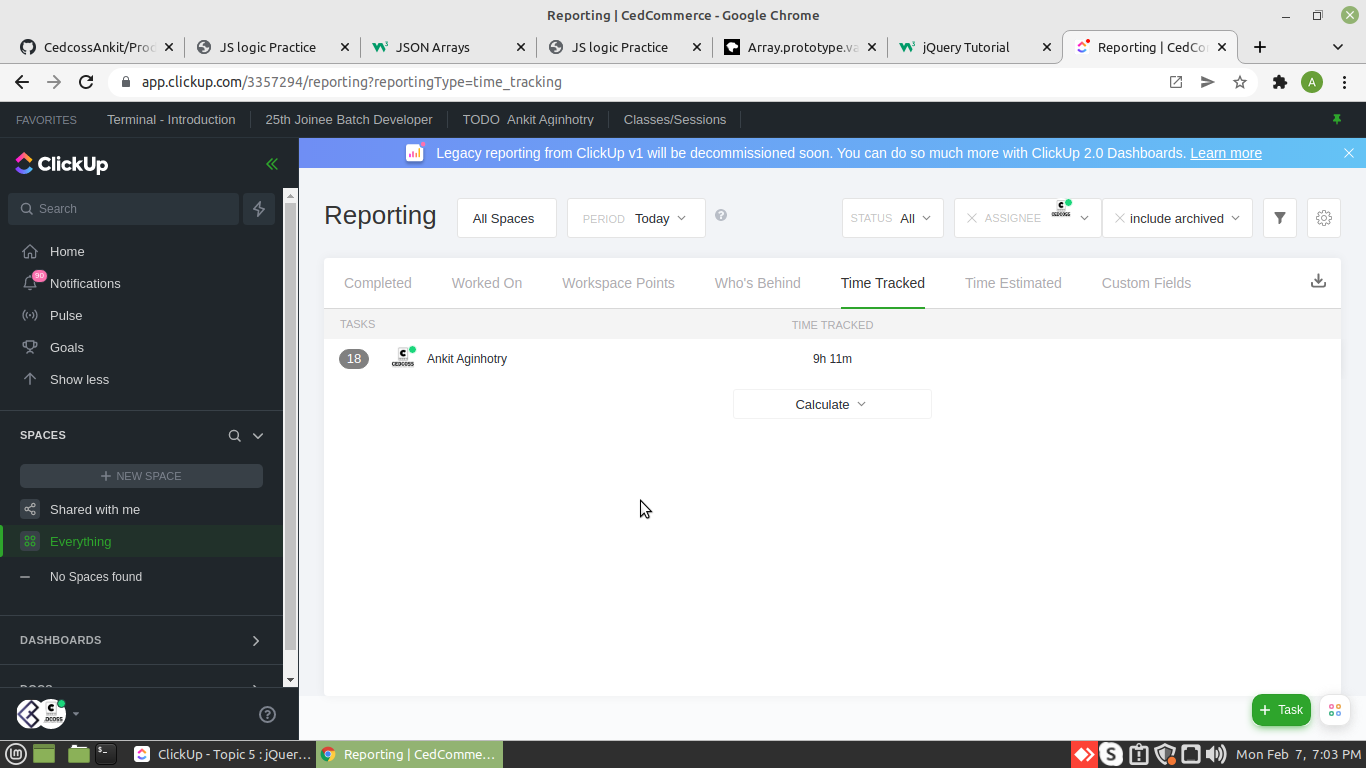 Reporting | CedCommerce - Google Chrome
CedcossAnkit/Prod
JS logic Practice
JSON Arrays
JS logic Practice
Array.prototype.va
jQuery Tutorial
Reporting | CedCo
app.clickup.com/3357294/reporting?reportingType=time_tracking
A
FAVORITES
Terminal - Introduction
25th Joinee Batch Developer
TODO Ankit Aginhotry
Classes/Sessions
ClickUp
Legacy reporting from ClickUp v1 will be decommissioned soon. You can do so much more with ClickUp 2.0 Dashboards. Learn more
Search
Home
90
Notifications
Pulse
Goals
Show less
SPACES
+ NEW SPACE
Shared with me
Everything
No Spaces found
DASHBOARDS
DOCS
Reporting
All Spaces
PERIOD Today
?
STATUS All
ASSIGNEE
CEDCOSS
include archived
Completed
Worked On
Workspace Points
Who's Behind
Time Tracked
Time Estimated
Custom Fields
TASKS
TIME TRACKED
18
CEDCOSS
Ankit Aginhotry
9h 11m
Calculate
+ Task
?
ClickUp - Topic 5 : jQuer...
Reporting | CedComme...
Mon Feb 7, 7:03 PM